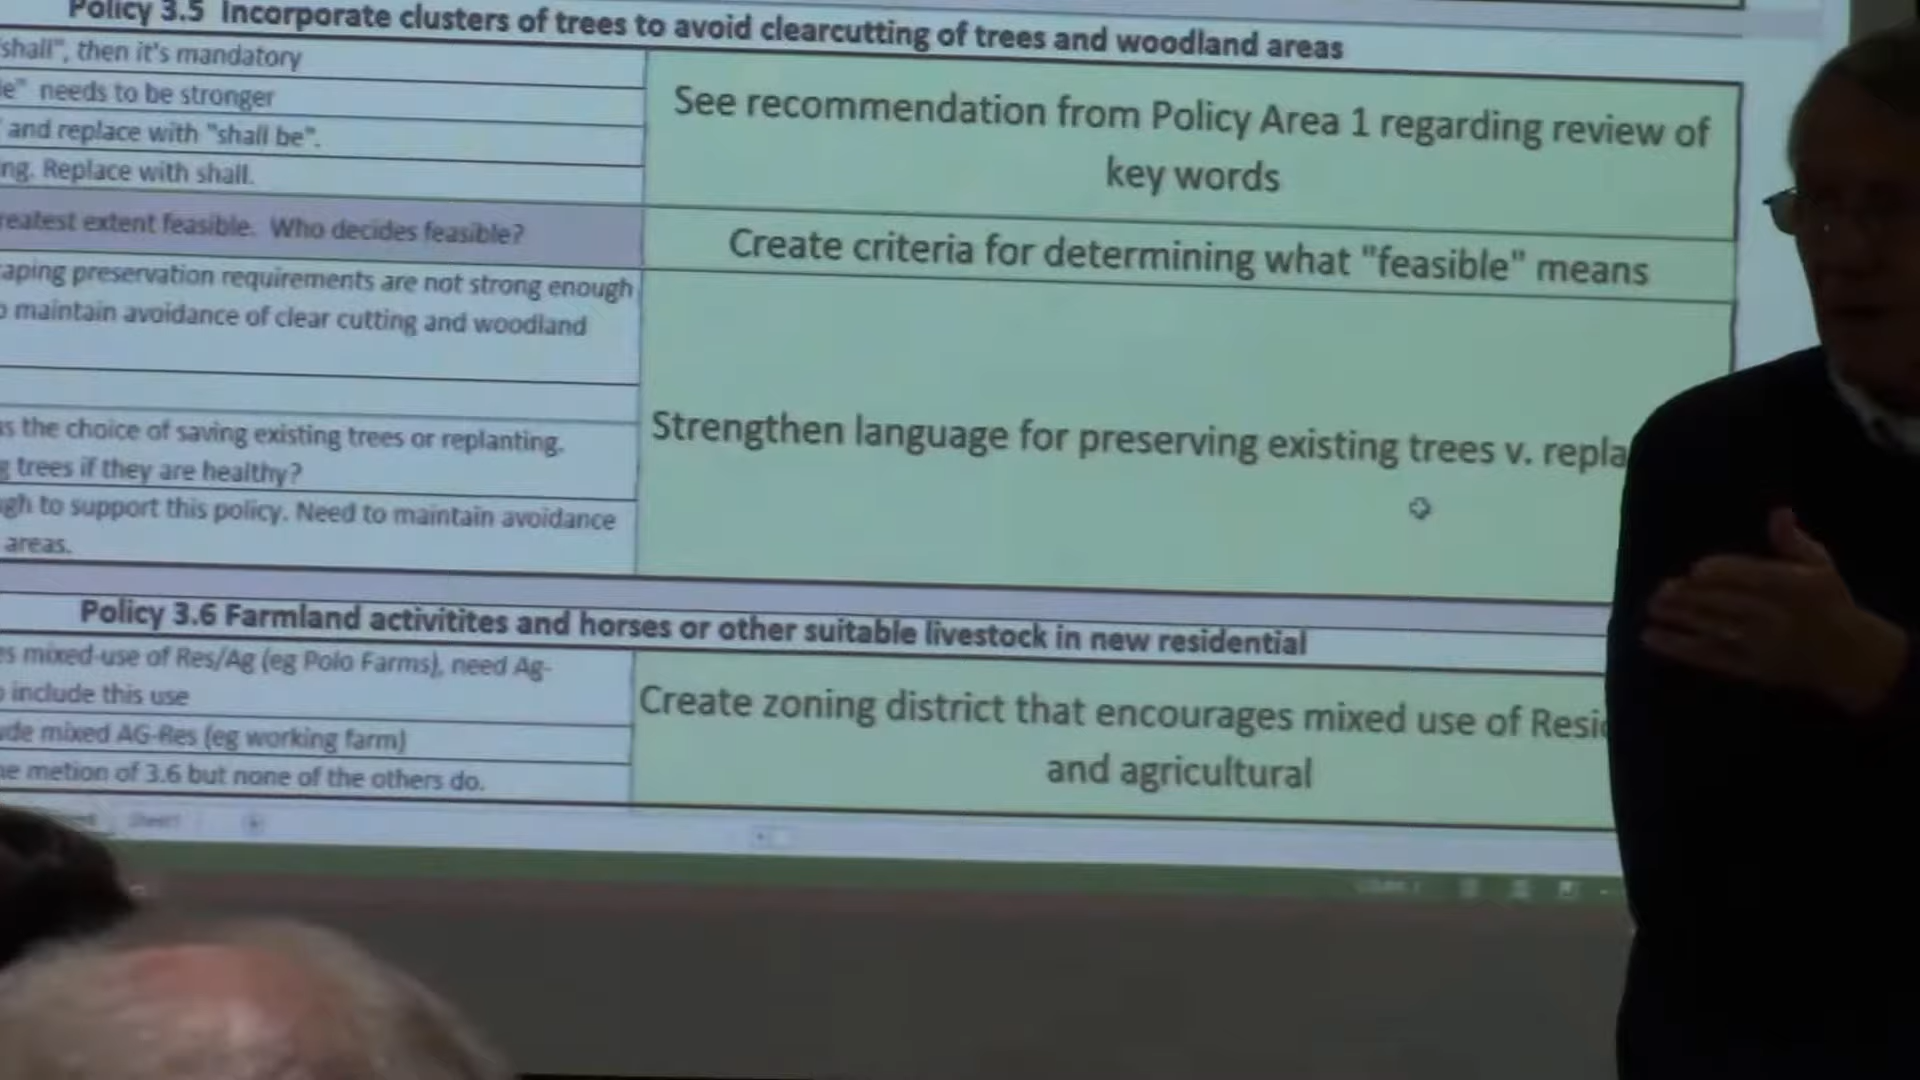 Policy 3.5 Incorporate clusters of trees to avoid clearcutting of trees and woodland areas
shall", then it's mandatory
le" needs to be stronger
and replace with "shall be".
ng. Replace with shall.
See recommendation from Policy Area 1 regarding review of
key words
reatest extent feasible. Who decides feasible?
Create criteria for determining what "feasible" means
aping preservation requirements are not strong enough
o maintain avoidance of clear cutting and woodland
s the choice of saving existing trees or replanting.
g trees if they are healthy?
gh to support this policy. Need to maintain avoidance
areas.
Strengthen language for preserving existing trees v. repla
Policy 3.6 Farmland activitites and horses or other suitable livestock in new residential
es mixed-use of Res/Ag (eg Polo Farms), need Ag-
o include this use
ude mixed AG-Res (eg working farm)
he metion of 3.6 but none of the others do.
Create zoning district that encourages mixed use of Resi
and agricultural
Sheet1